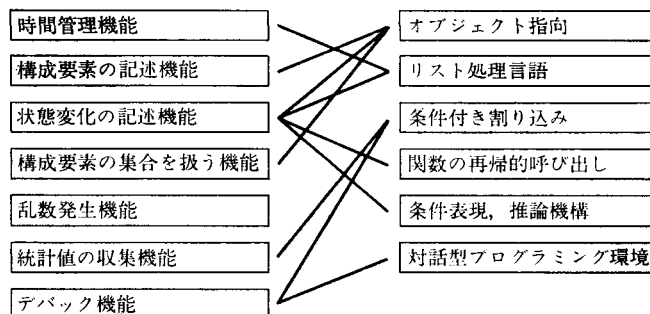 時間管理機能
構成要素の記述機能
状態変化の記述機能
構成要素の集合を扱う機能
乱数発生機能
統計値の収集機能
デバック機能
オブジェクト指向
リスト処理言語
条件付き割り込み
関数の再帰的呼び出し
条件表現，推論機構
対話型プログラミング環境